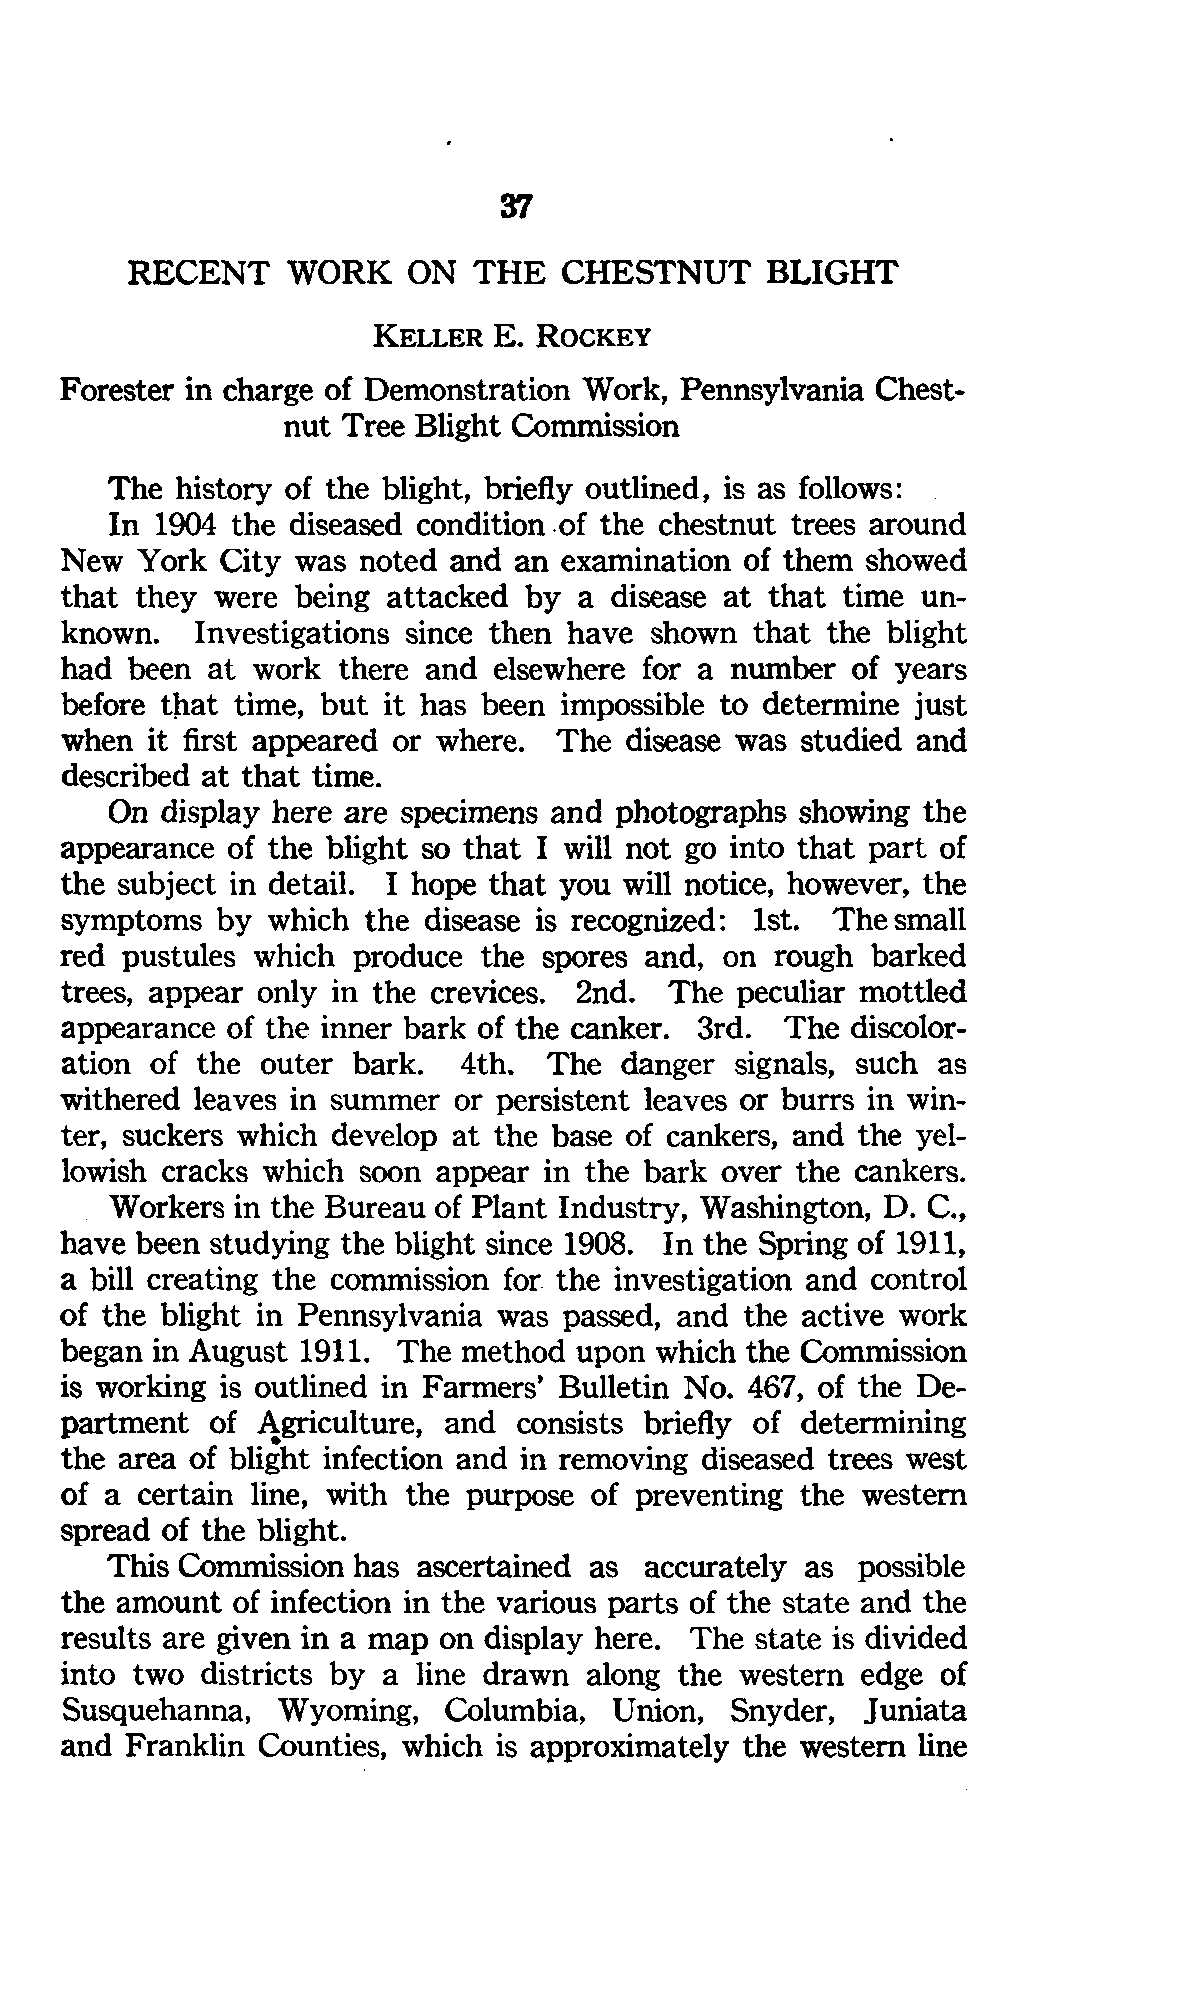 37
RECENT WORK ON THE CHESTNUT BLIGHT
KELLER E. ROCKEY
Forester in charge of Demonstration Work, Pennsylvania Chest-
nut Tree Blight Commission
The history of the blight, briefly outlined, is as follows:
In 1904 the diseased condition of the chestnut trees around
New York City was noted and an examination of them showed
that they were being attacked by a disease at that time un-
known. Investigations since then have shown that the blight
had been at work there and elsewhere for a number of years
before that time, but it has been impossible to determine just
when it first appeared or where. The disease was studied and
described at that time.
On display here are specimens and photographs showing the
appearance of the blight so that I will not go into that part of
the subject in detail. I hope that you will notice, however, the
symptoms by which the disease is recognized: 1st. The small
red pustules which produce the spores and, on rough barked
trees, appear only in the crevices. 2nd. The peculiar mottled
appearance of the inner bark of the canker. 3rd. The discolor-
ation of the outer bark. 4th. The danger signals, such as
withered leaves in summer or persistent leaves or burrs in win-
ter, suckers which develop at the base of cankers, and the yel-
lowish cracks which soon appear in the bark over the cankers.
Workers in the Bureau of Plant Industry, Washington, D. C.,
have been studying the blight since 1908. In the Spring of 1911,
a bill creating the commission for the investigation and control
of the blight in Pennsylvania was passed, and the active work
began in August 1911. The method upon which the Commission
is working is outlined in Farmers' Bulletin No. 467, of the De-
partment of Agriculture, and consists briefly of determining
the area of blight infection and in removing diseased trees west
of a certain line, with the purpose of preventing the western
spread of the blight.
This Commission has ascertained as accurately as possible
the amount of infection in the various parts of the state and the
results are given in a map on display here. The state is divided
into two districts by a line drawn along the western edge of
Susquehanna, Wyoming, Columbia, Union, Snyder, Juniata
and Franklin Counties, which is approximately the western line